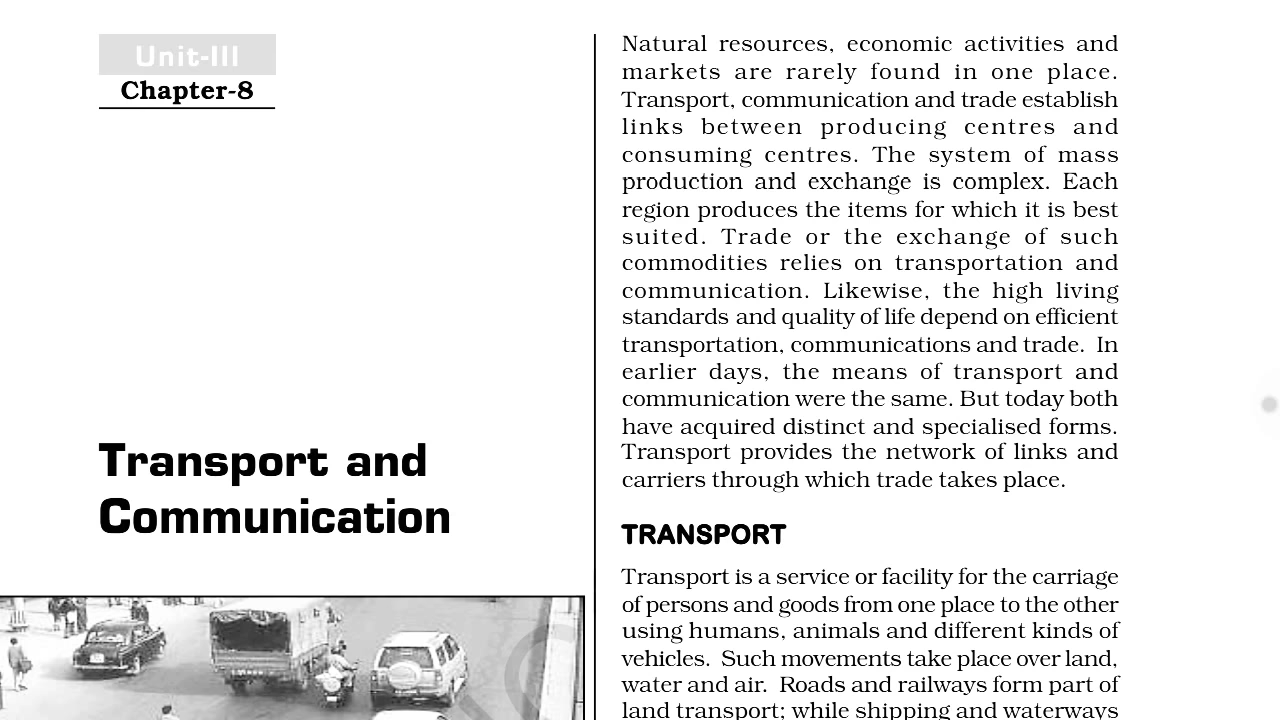 Unit-III
Chapter-8
Transport and
Communication
Natural resources, economic activities and
markets are rarely found in one place.
Transport, communication and trade establish
links between producing centres and
consuming centres. The system of mass
production and exchange is complex. Each
region produces the items for which it is best
suited. Trade or the exchange of such
commodities relies on transportation and
communication. Likewise, the high living
standards and quality of life depend on efficient
transportation, communications and trade. In
earlier days, the means of transport and
communication were the same. But today both
have acquired distinct and specialised forms.
Transport provides the network of links and
carriers through which trade takes place.
TRANSPORT
Transport is a service or facility for the carriage
of persons and goods from one place to the other
using humans, animals and different kinds of
vehicles. Such movements take place over land,
water and air. Roads and railways form part of
land transport; while shipping and waterways